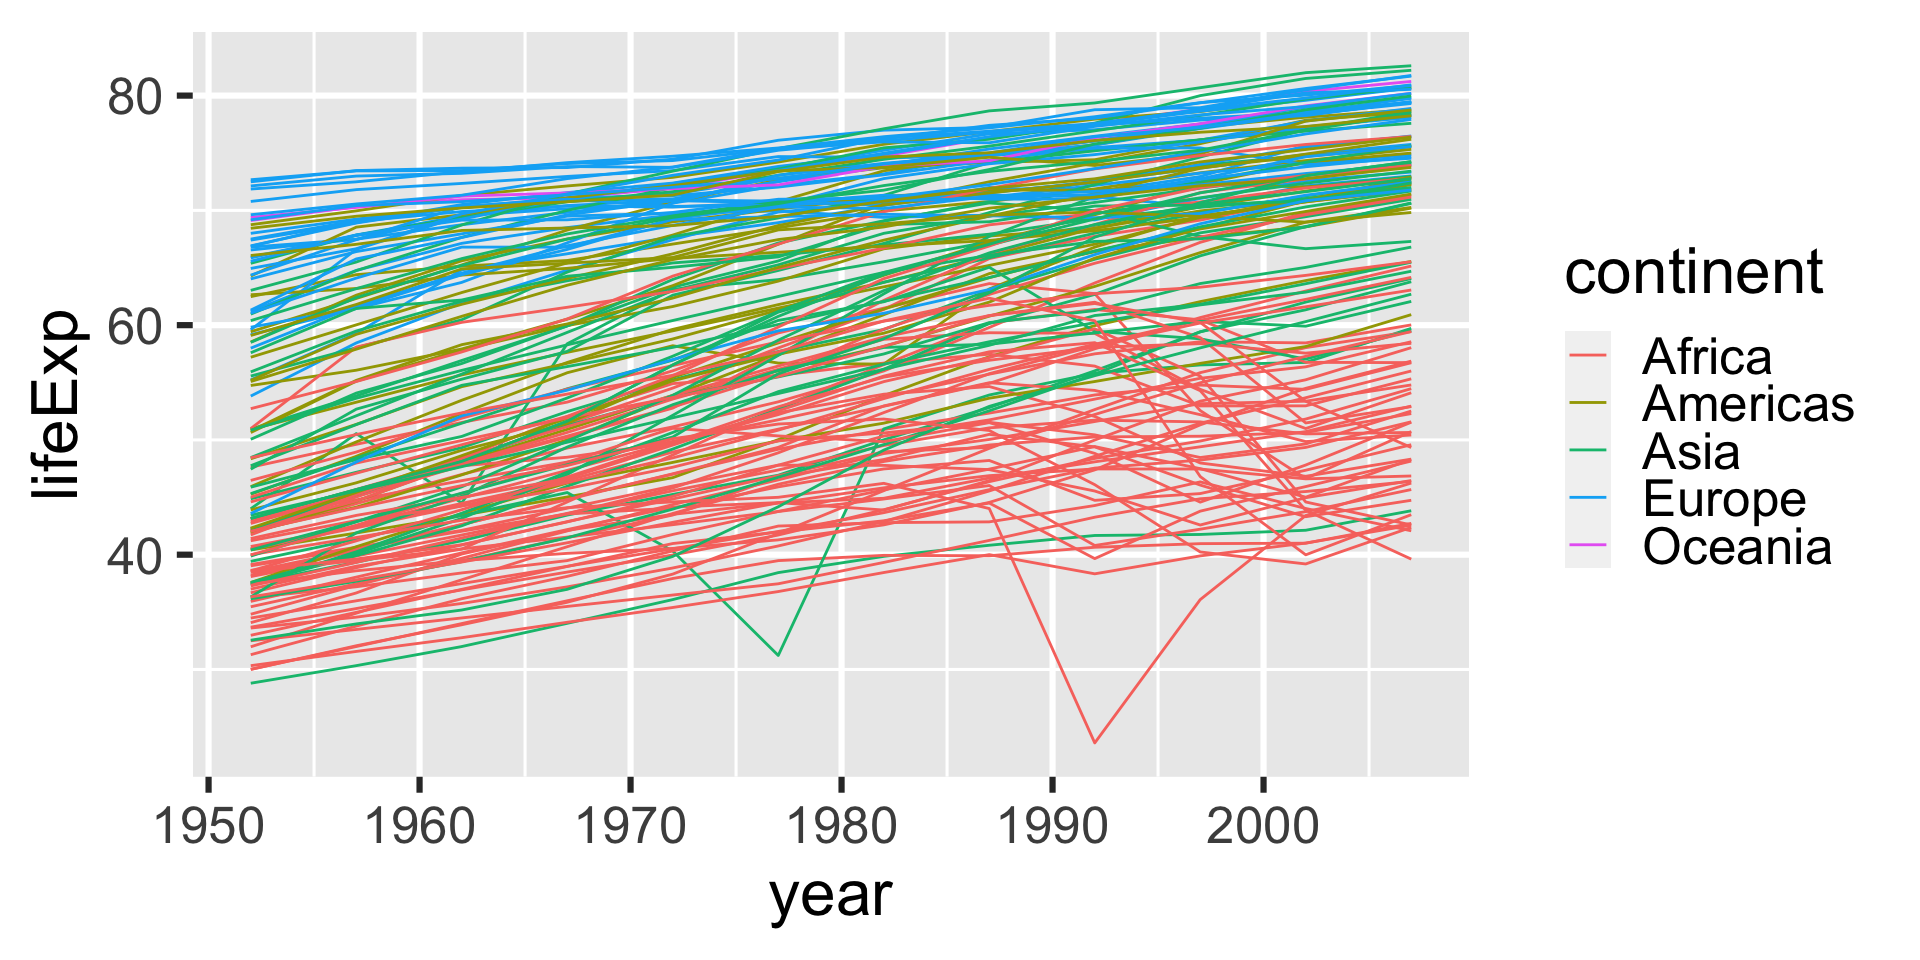 lifeExp
80
60
40
1950 1960 1970 1980 1990 2000
year
continent
Africa
Americas
Asia
Europe
Oceania